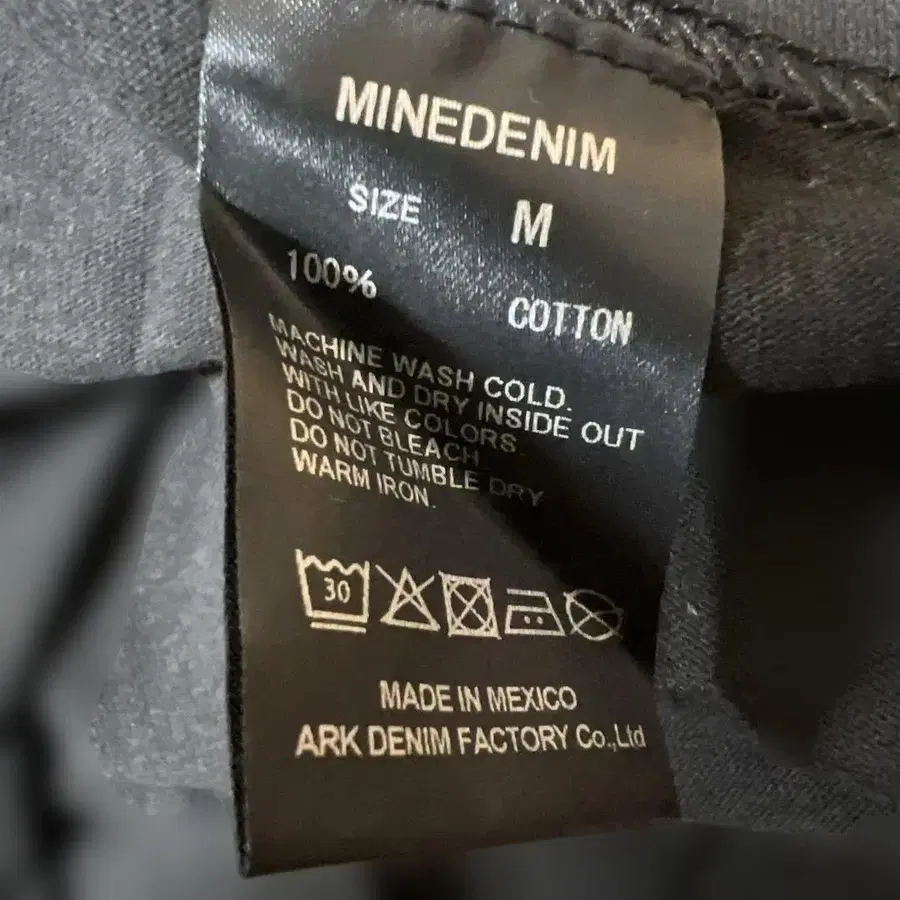 MINEDENIM
SIZE M
100% COTTON
MACHINE WASH COLD.
WASH AND DRY INSIDE OUT
WITH LIKE COLORS.
DO NOT BLEACH.
DO NOT TUMBLE DRY
WARM IRON.
30
MADE IN MEXICO
ARK DENIM FACTORY Co.,Ltd